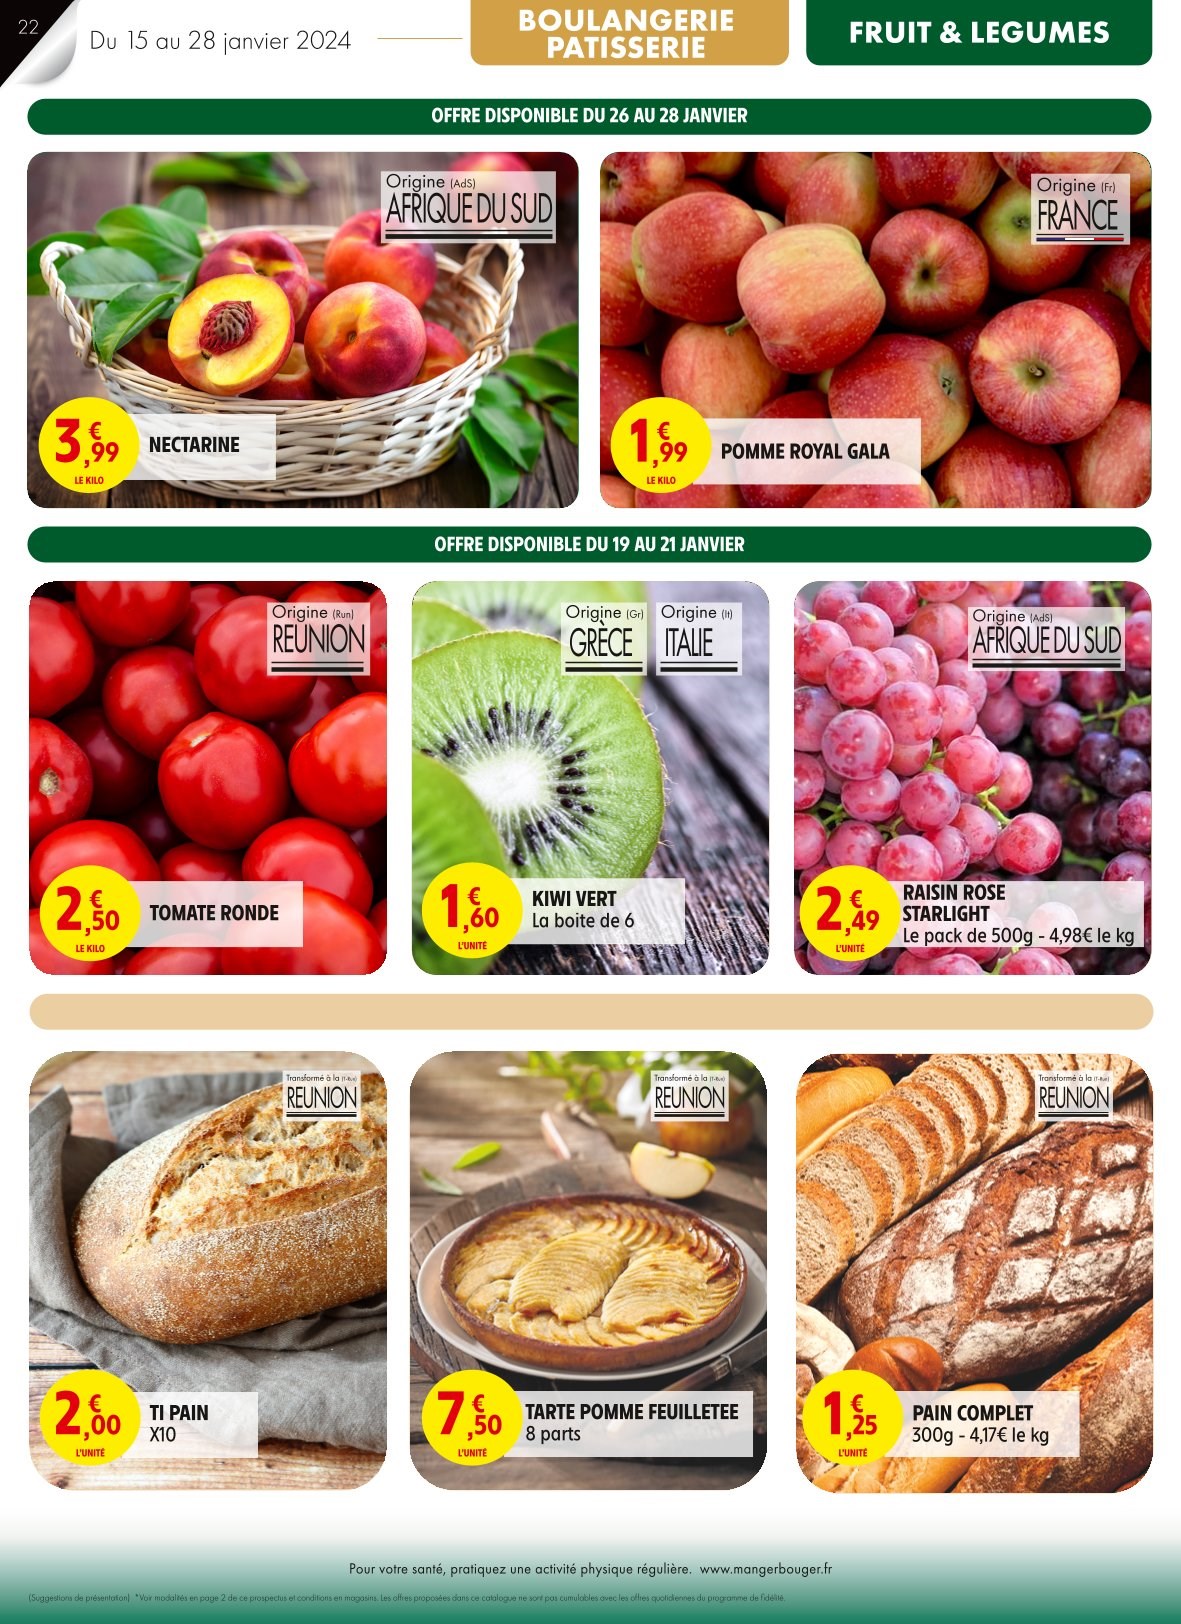 22
Du 15 au 28 janvier 2024
BOULANGERIE
PATISSERIE
FRUIT & LEGUMES
OFFRE DISPONIBLE DU 26 AU 28 JANVIER
Origine (AdS)
AFRIQUE DU SUD
3€,99
LE KILO
NECTARINE
Origine (Fr)
FRANCE
1€,99
LE KILO
POMME ROYAL GALA
OFFRE DISPONIBLE DU 19 AU 21 JANVIER
Origine (Run)
REUNION
2€,50
LE KILO
TOMATE RONDE
Origine (Gr)
GRÈCE
Origine (It)
ITALIE
1€,60
L'UNITÉ
KIWI VERT
La boite de 6
Origine (AdS)
AFRIQUE DU SUD
2€,49
L'UNITÉ
RAISIN ROSE
STARLIGHT
Le pack de 500g - 4,98€ le kg
Transformé à la (T-Run)
REUNION
2€,00
L'UNITÉ
TI PAIN
X10
Transformé à la (T-Run)
REUNION
7€,50
L'UNITÉ
TARTE POMME FEUILLETEE
8 parts
Transformé à la (T-Run)
REUNION
1€,25
L'UNITÉ
PAIN COMPLET
300g - 4,17€ le kg
Pour votre santé, pratiquez une activité physique régulière. www.mangerbouger.fr
(Suggestions de présentation) *Voir modalités en page 2 de ce prospectus et conditions en magasins. Les offres proposées dans ce catalogue ne sont pas cumulables avec les offres quotidiennes du programme de fidélité.